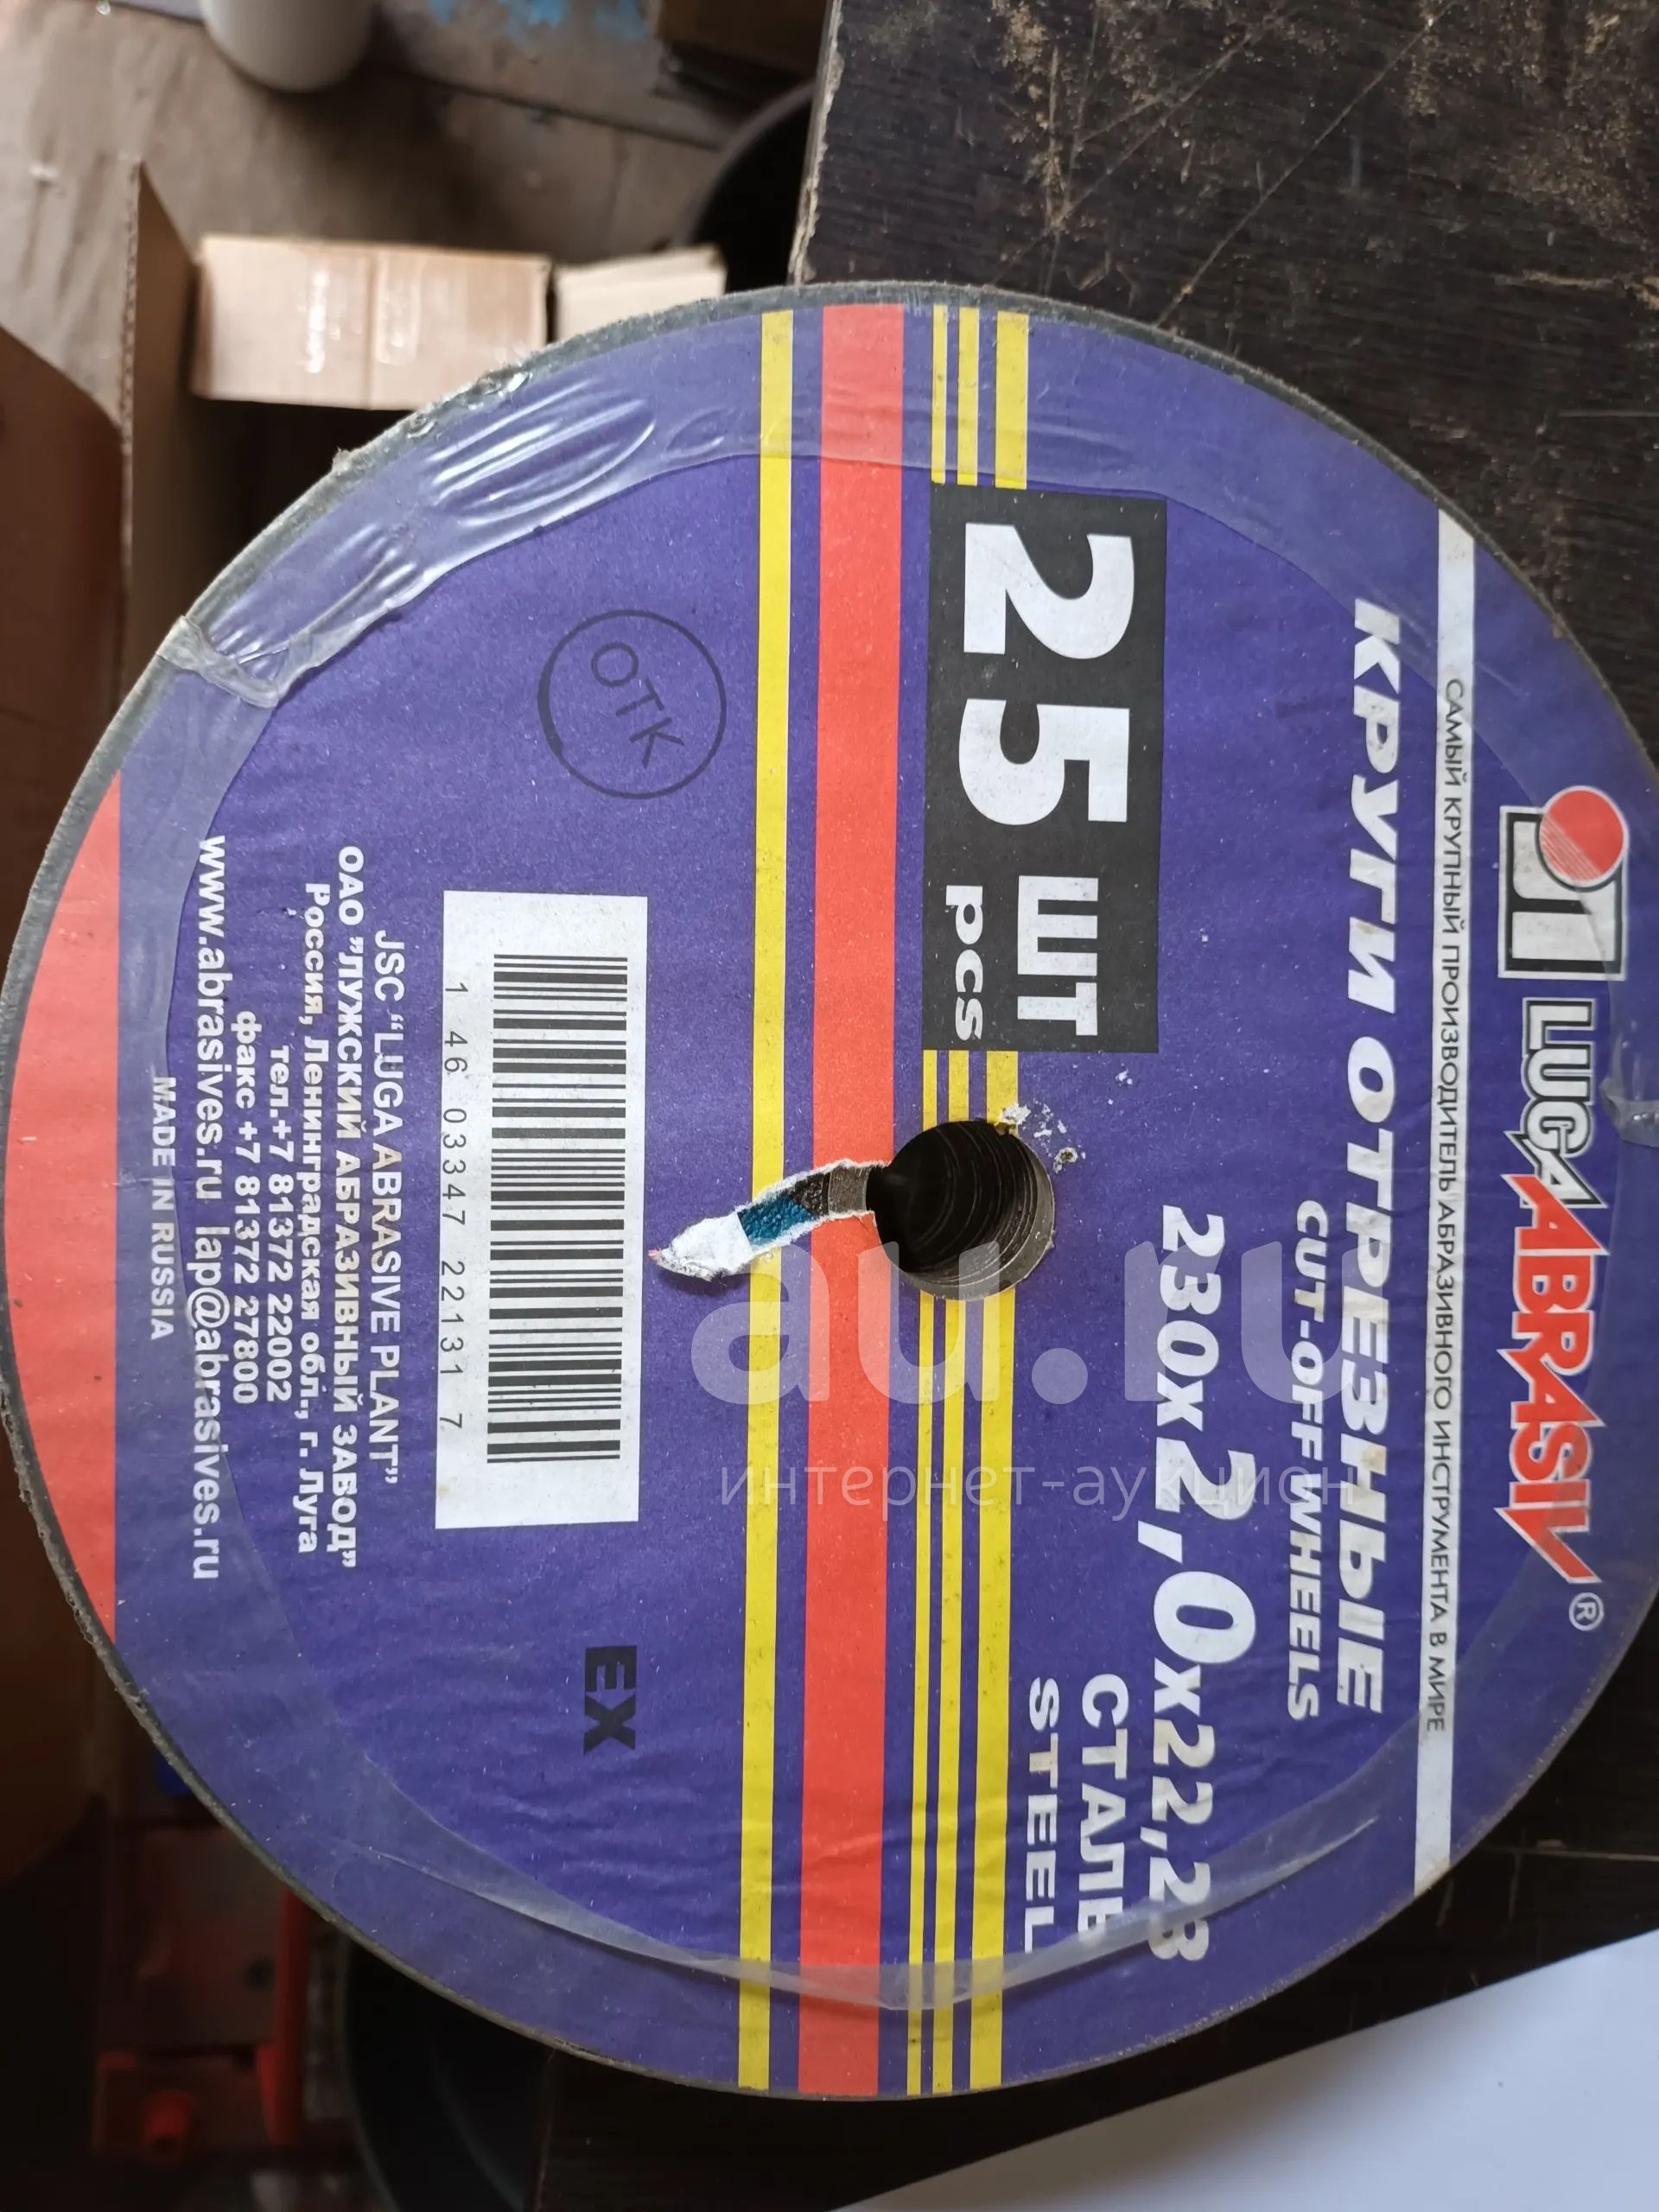 LUGAABRASIV®
САМЫЙ КРУПНЫЙ ПРОИЗВОДИТЕЛЬ АБРАЗИВНОГО ИНСТРУМЕНТА В МИРЕ
КРУГИ ОТРЕЗНЫЕ
CUT-OFF WHEELS
230x2,0x22,23
25 шт
pcs
СТАЛЬ
STEEL
ОТК
EX
1 46 03347 22131 7
JSC “LUGA ABRASIVE PLANT”
ОАО ”ЛУЖСКИЙ АБРАЗИВНЫЙ ЗАВОД”
Россия, Ленинградская обл., г. Луга
тел.+7 81372 22002
факс +7 81372 27800
www.abrasives.ru lap@abrasives.ru
MADE IN RUSSIA
au.ru
интернет-аукцион